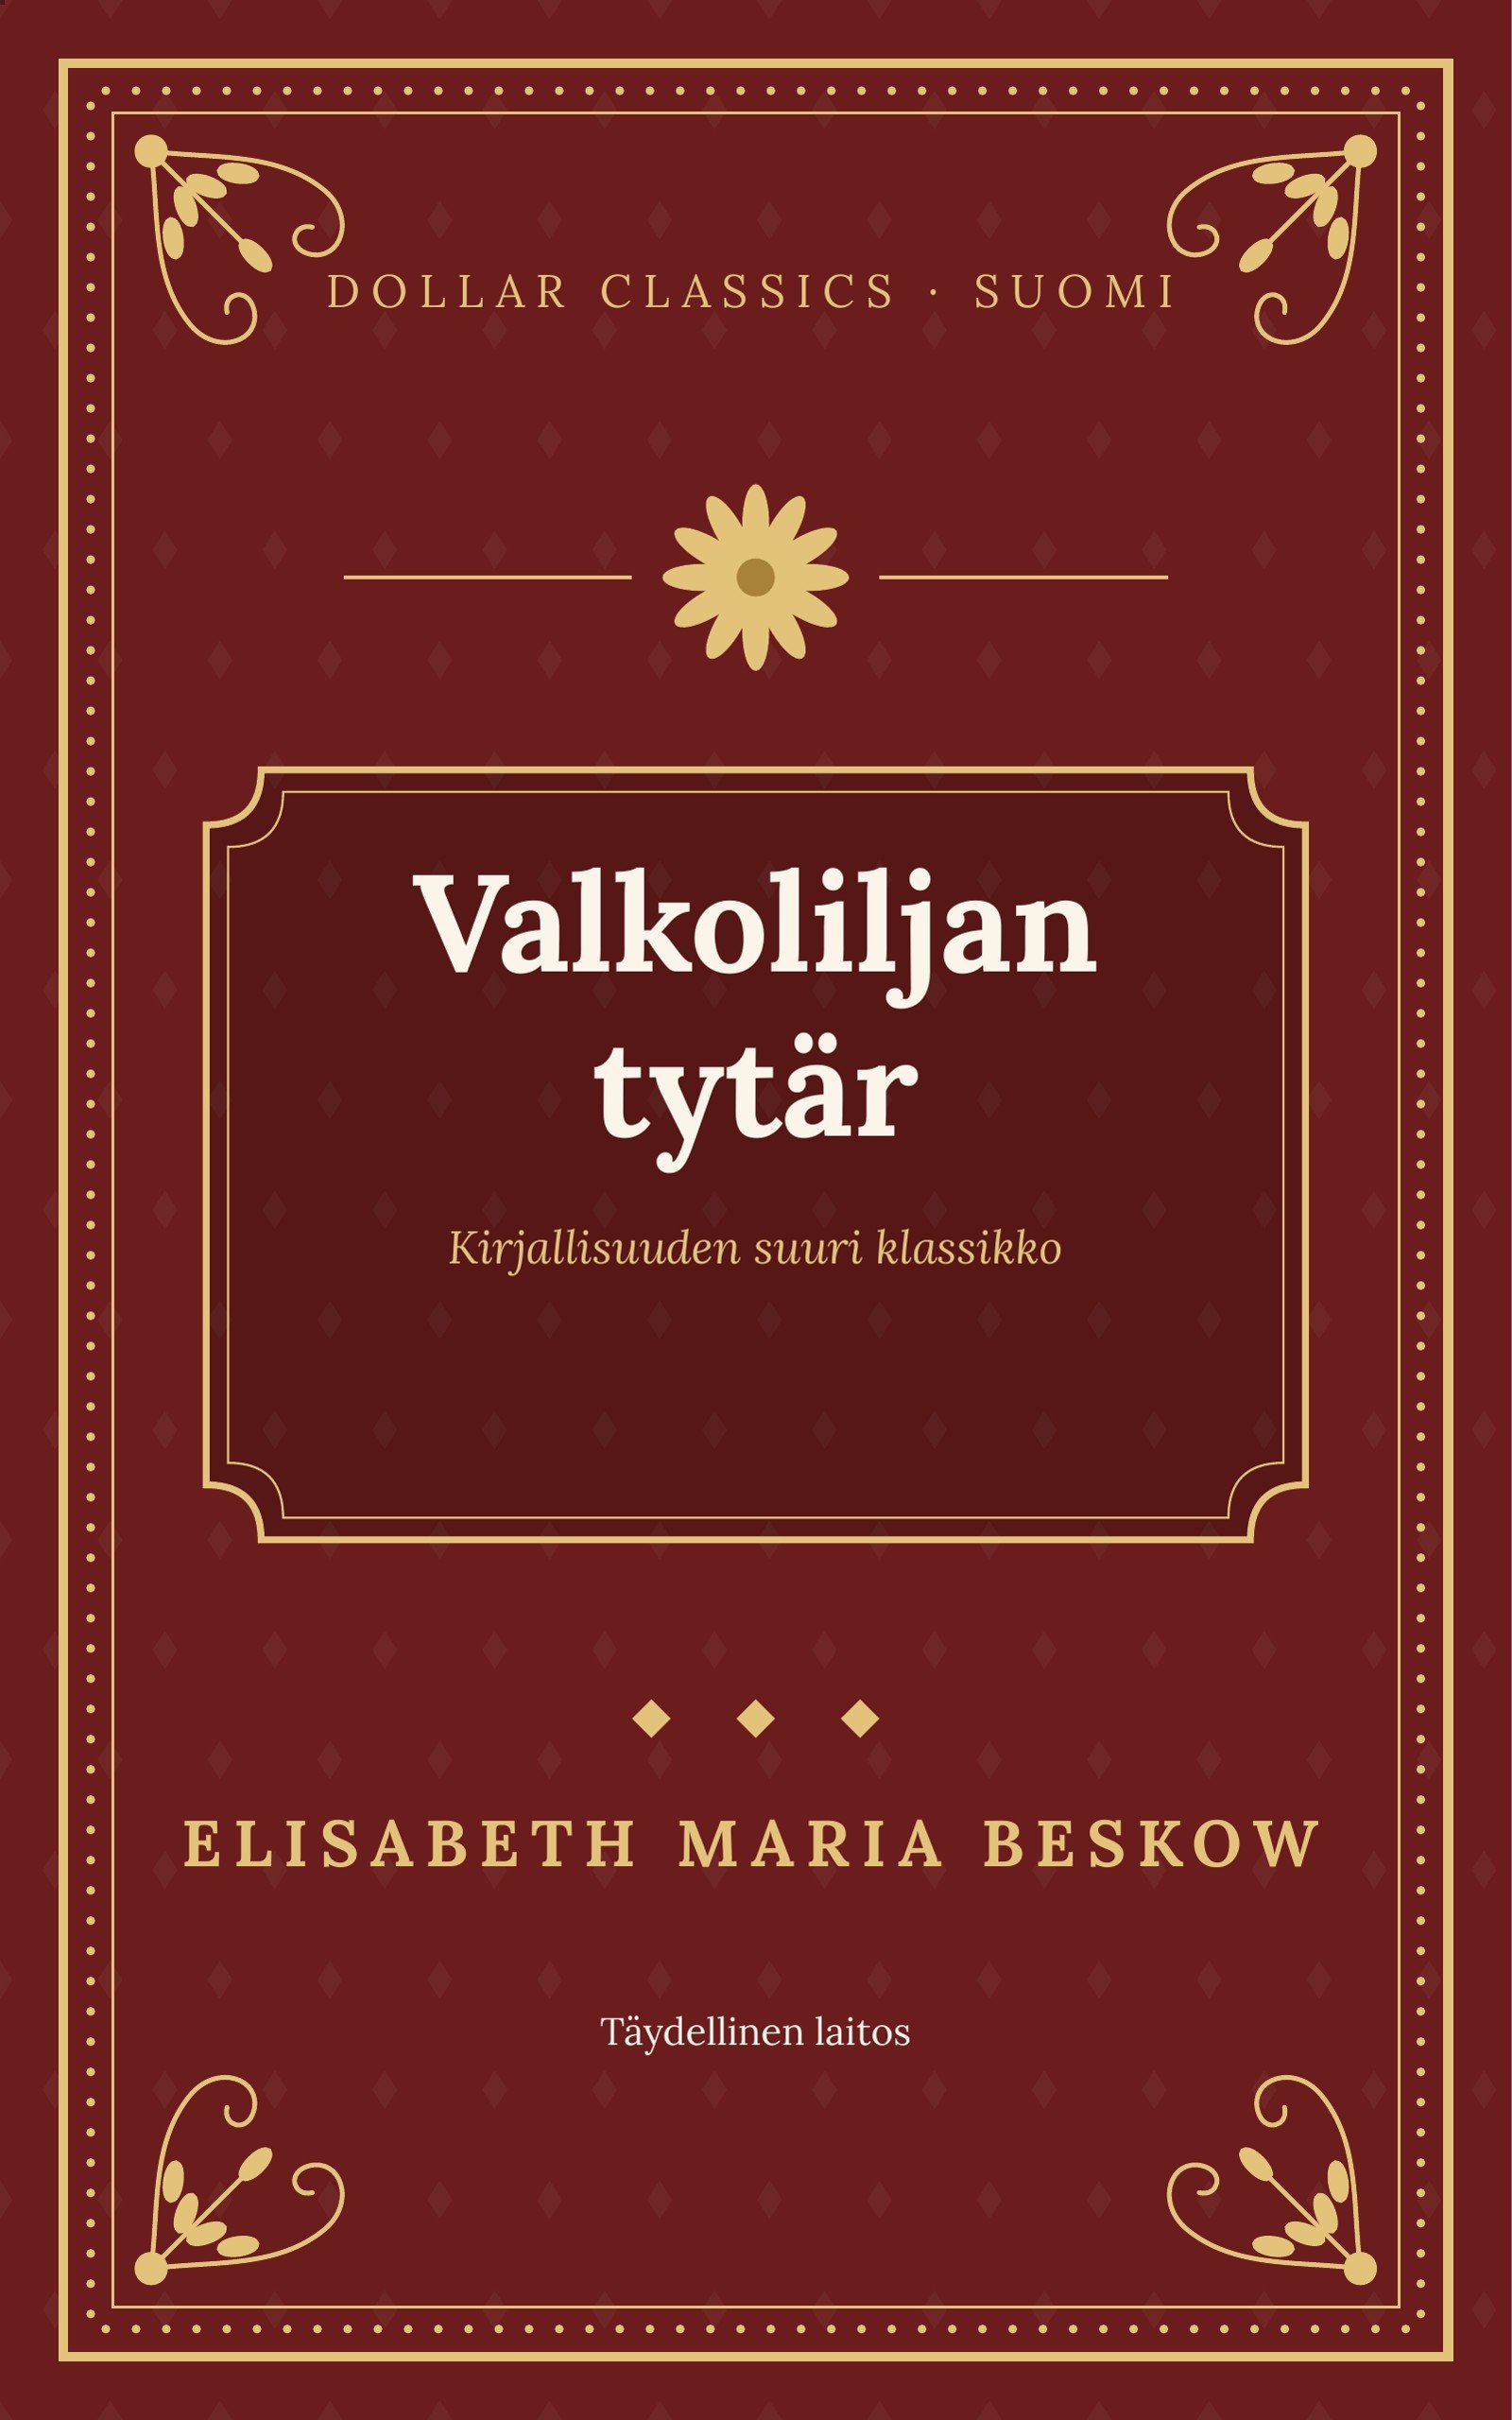 DOLLAR CLASSICS · SUOMI
Valkoliljan
tytär
Kirjallisuuden suuri klassikko
ELISABETH MARIA BESKOW
Täydellinen laitos